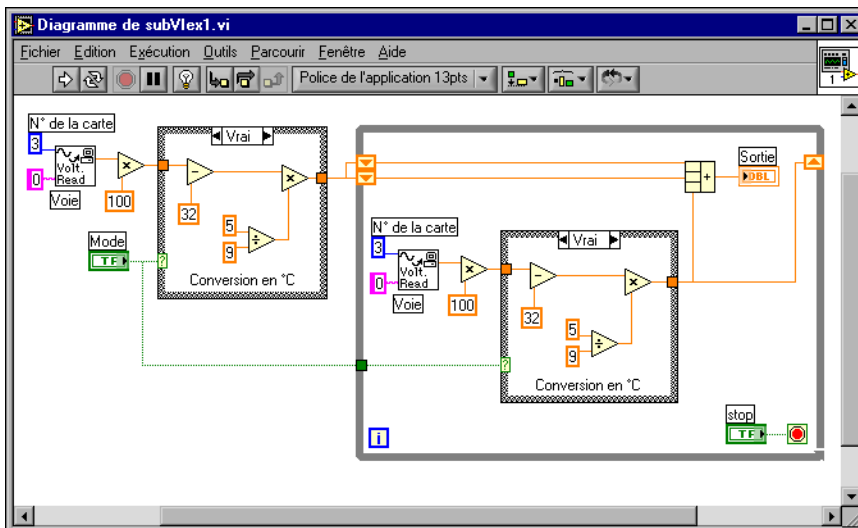 Diagramme de subVIex1.vi
Fichier Edition Exécution Outils Parcourir Fenêtre Aide
Police de l'application 13pts
1
N° de la carte
3
Volt.
Read
0
Voie
100
Vrai
32
5
9
Conversion en °C
Mode
TF
?
N° de la carte
3
Volt.
Read
0
Voie
100
Vrai
32
5
9
?
Conversion en °C
Sortie
DBL
i
stop
TF